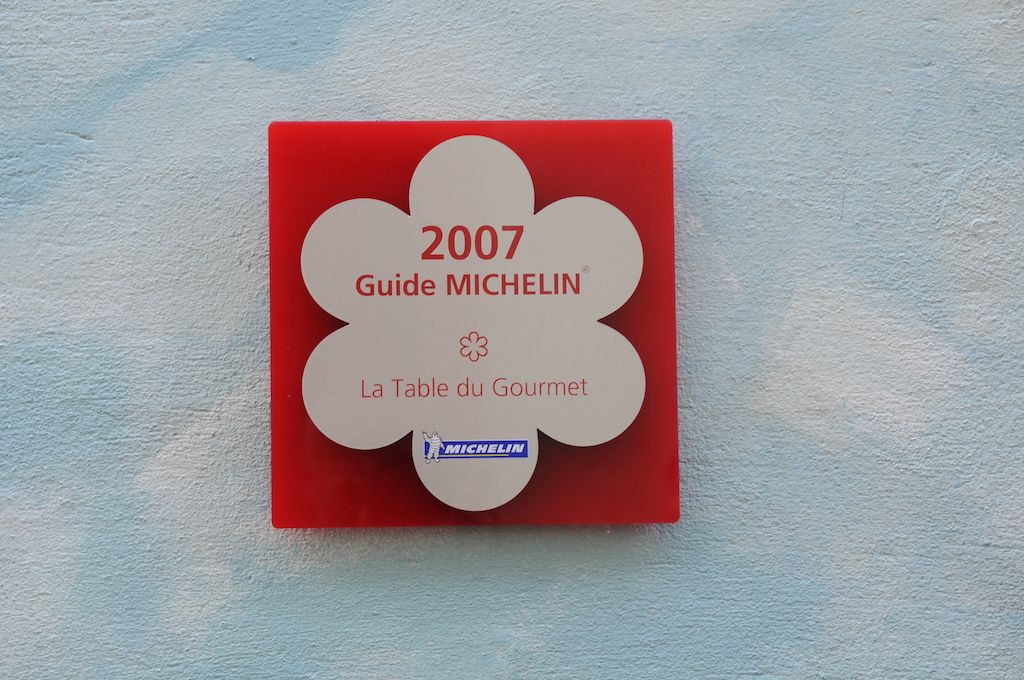 2007
Guide MICHELIN®
La Table du Gourmet
MICHELIN